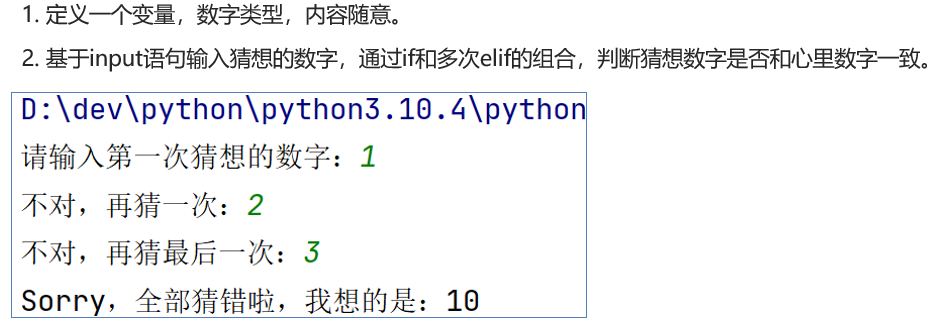 1. 定义一个变量，数字类型，内容随意。
2. 基于input语句输入猜想的数字，通过if和多次elif的组合，判断猜想数字是否和心里数字一致。
D:\dev\python\python3.10.4\python
请输入第一次猜想的数字：1
不对，再猜一次：2
不对，再猜最后一次：3
Sorry，全部猜错啦，我想的是：10